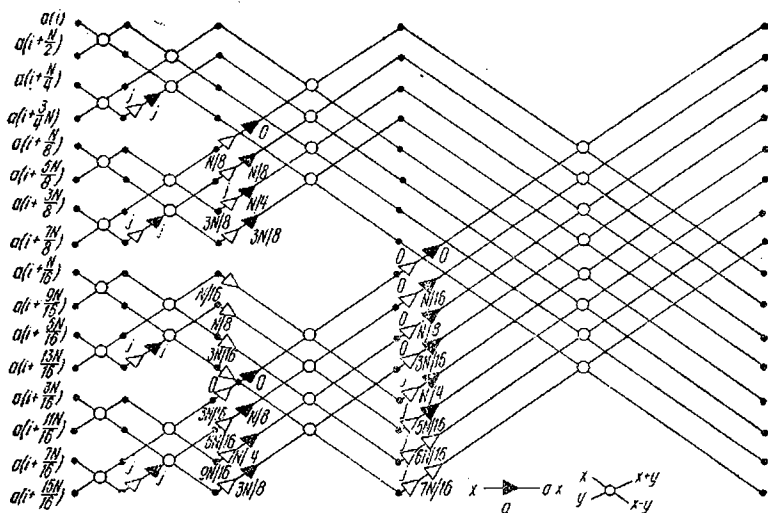 a(i)
a(i+N/2)
a(i+N/4)
a(i+3/4N)
a(i+N/8)
a(i+5N/8)
a(i+3N/8)
a(i+7N/8)
a(i+N/16)
a(i+9N/16)
a(i+5N/16)
a(i+13N/16)
a(i+3N/16)
a(i+11N/16)
a(i+7N/16)
a(i+15N/16)
j
j
j
j
j
j
j
j
0
N/8
N/8
j
N/4
j
3N/8
3N/8
N/16
N/8
3N/16
0
0
3N/16
N/8
N/4
9N/16
3N/8
0
0
0
N/16
0
N/8
0
j
N/4
j
j
j
7N/16
x
a x
a
x
y
x+y
x-y